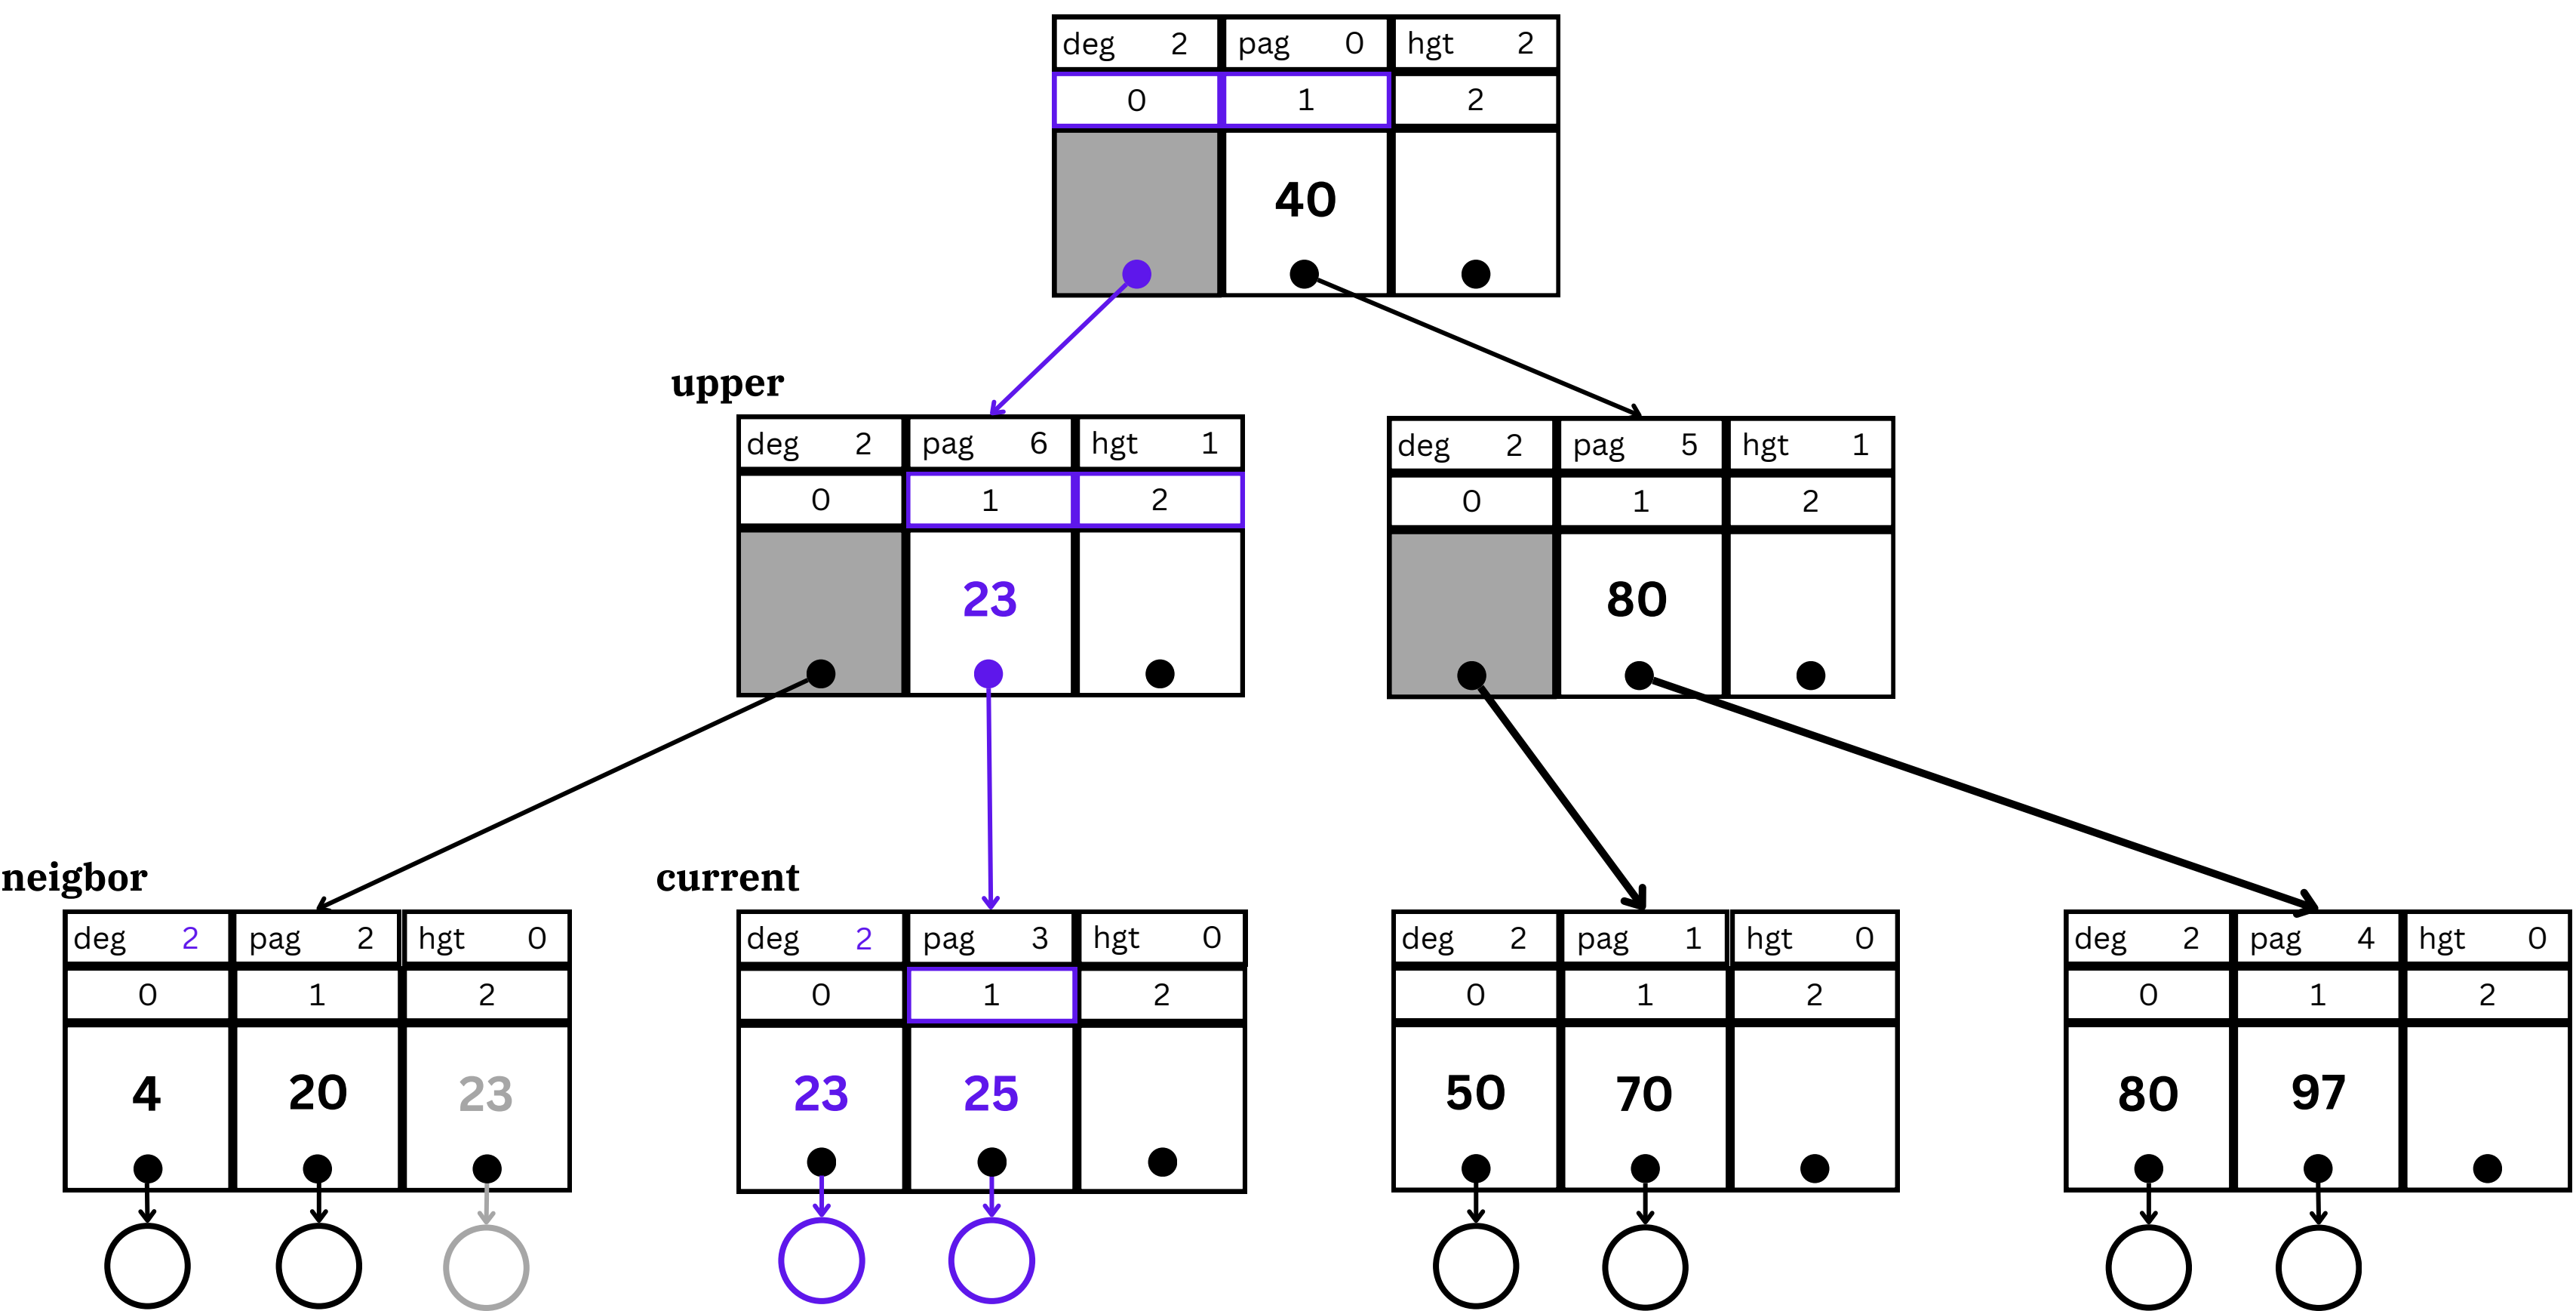 deg 2 pag 0 hgt 2
0 1 2
40
upper
deg 2 pag 6 hgt 1
0 1 2
23
deg 2 pag 5 hgt 1
0 1 2
80
neigbor
deg 2 pag 2 hgt 0
0 1 2
4 20 23
current
deg 2 pag 3 hgt 0
0 1 2
23 25
deg 2 pag 1 hgt 0
0 1 2
50 70
deg 2 pag 4 hgt 0
0 1 2
80 97